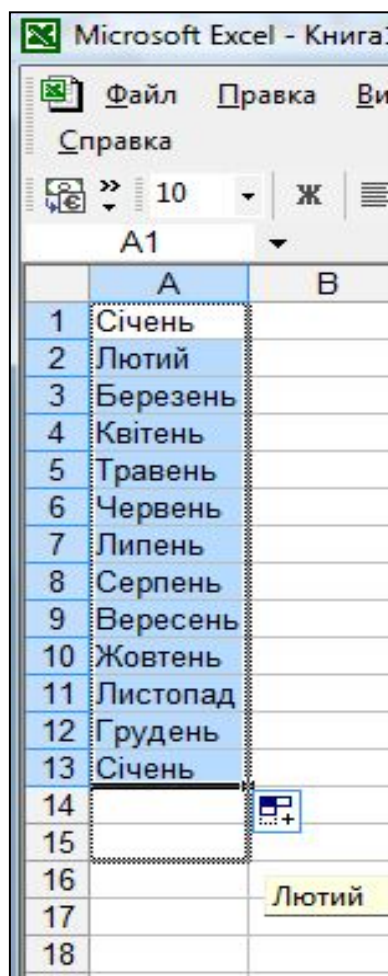 Microsoft Excel - Книга
Файл Правка Ви
Справка
10 Ж
A1
A B
1 Січень
2 Лютий
3 Березень
4 Квітень
5 Травень
6 Червень
7 Липень
8 Серпень
9 Вересень
10 Жовтень
11 Листопад
12 Грудень
13 Січень
14
15
16
Лютий
17
18